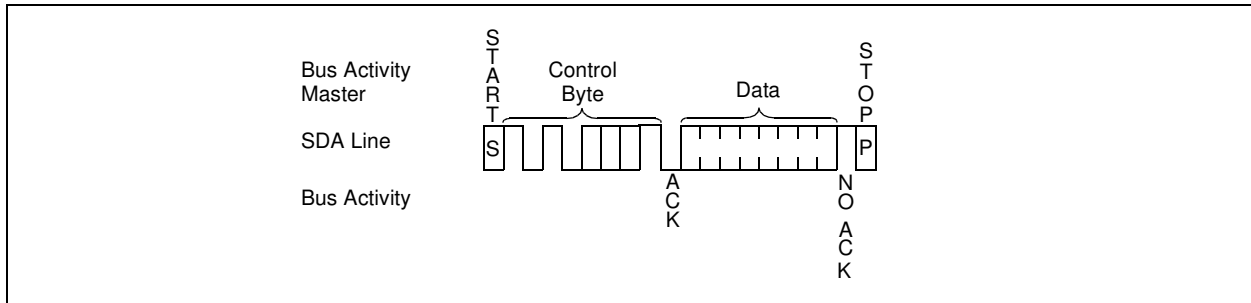 Bus Activity
Master
SDA Line
Bus Activity
START
Control
Byte
Data
STOP
S
P
ACK
NO ACK